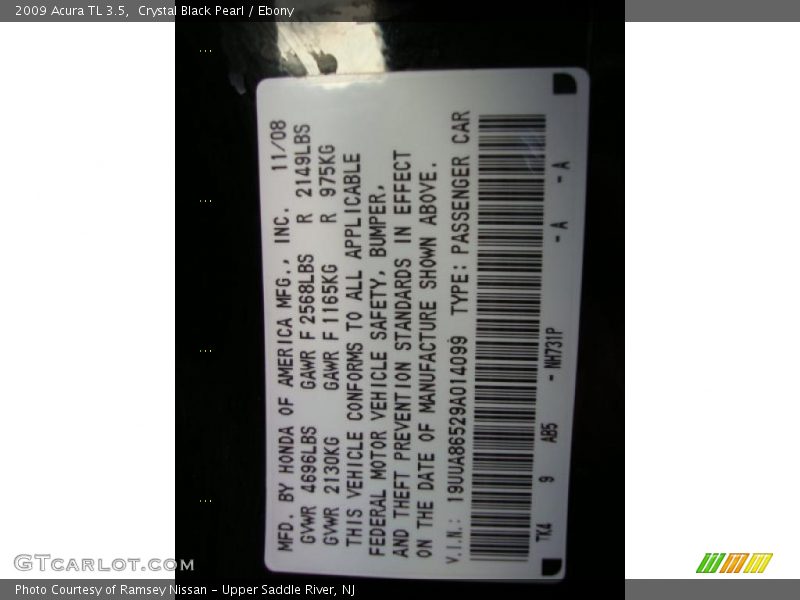 2009 Acura TL 3.5,  Crystal Black Pearl / Ebony
MFD. BY HONDA OF AMERICA MFG., INC. 11/08
GVWR 4696LBS GAWR F 2568LBS R 2149LBS
GVWR 2130KG GAWR F 1165KG R 975KG
THIS VEHICLE CONFORMS TO ALL APPLICABLE
FEDERAL MOTOR VEHICLE SAFETY, BUMPER,
AND THEFT PREVENTION STANDARDS IN EFFECT
ON THE DATE OF MANUFACTURE SHOWN ABOVE.
V.I.N.: 19UUA86529A014099 TYPE: PASSENGER CAR
TK4 9 AB5 - NH731P - A - A
GTCARLOT.COM
Photo Courtesy of Ramsey Nissan - Upper Saddle River, NJ